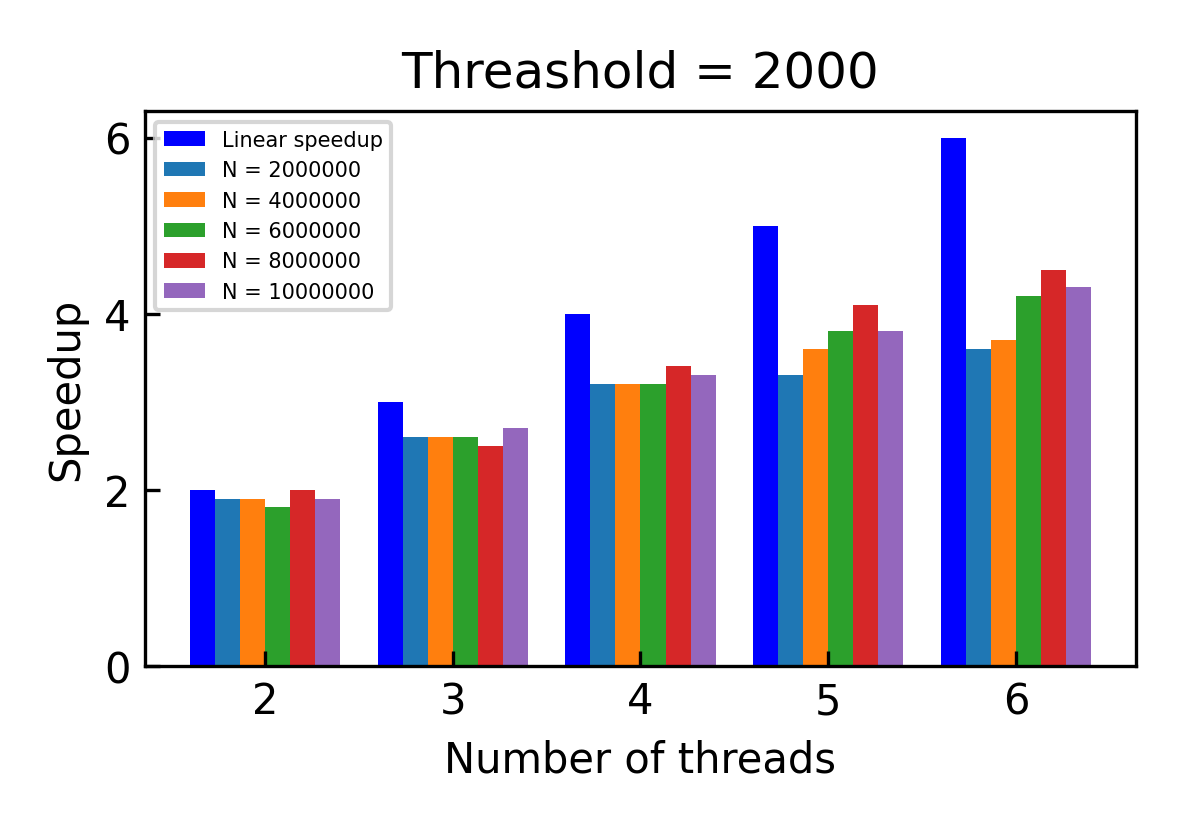 Threashold = 2000
Linear speedup
N = 2000000
N = 4000000
N = 6000000
N = 8000000
N = 10000000
6
4
2
0
Speedup
2 3 4 5 6
Number of threads